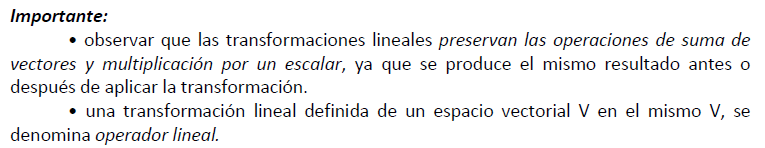 Importante:
• observar que las transformaciones lineales preservan las operaciones de suma de
vectores y multiplicación por un escalar, ya que se produce el mismo resultado antes o
después de aplicar la transformación.
• una transformación lineal definida de un espacio vectorial V en el mismo V, se
denomina operador lineal.